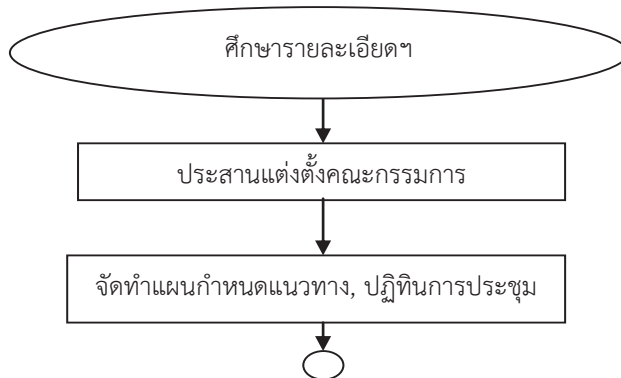 ศึกษารายละเอียดฯ
ประสานแต่งตั้งคณะกรรมการ
จัดทำแผนกำหนดแนวทาง, ปฏิทินการประชุม